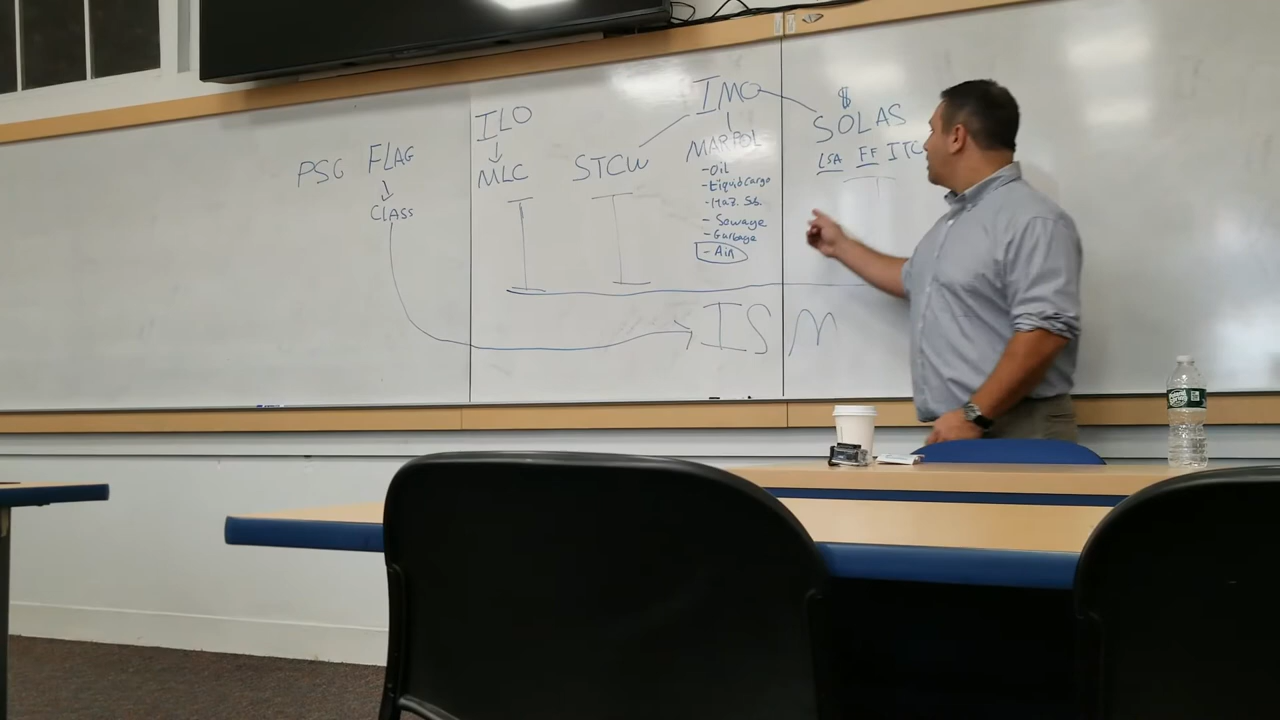 PSC FLAG
CLASS
ILO
MLC
STCW
IMO
MARPOL
-Oil
-Liquid Cargo
-Haz. Sb.
- Sewage
- Garbage
- Air
$
SOLAS
LSA FF ITC
ISM